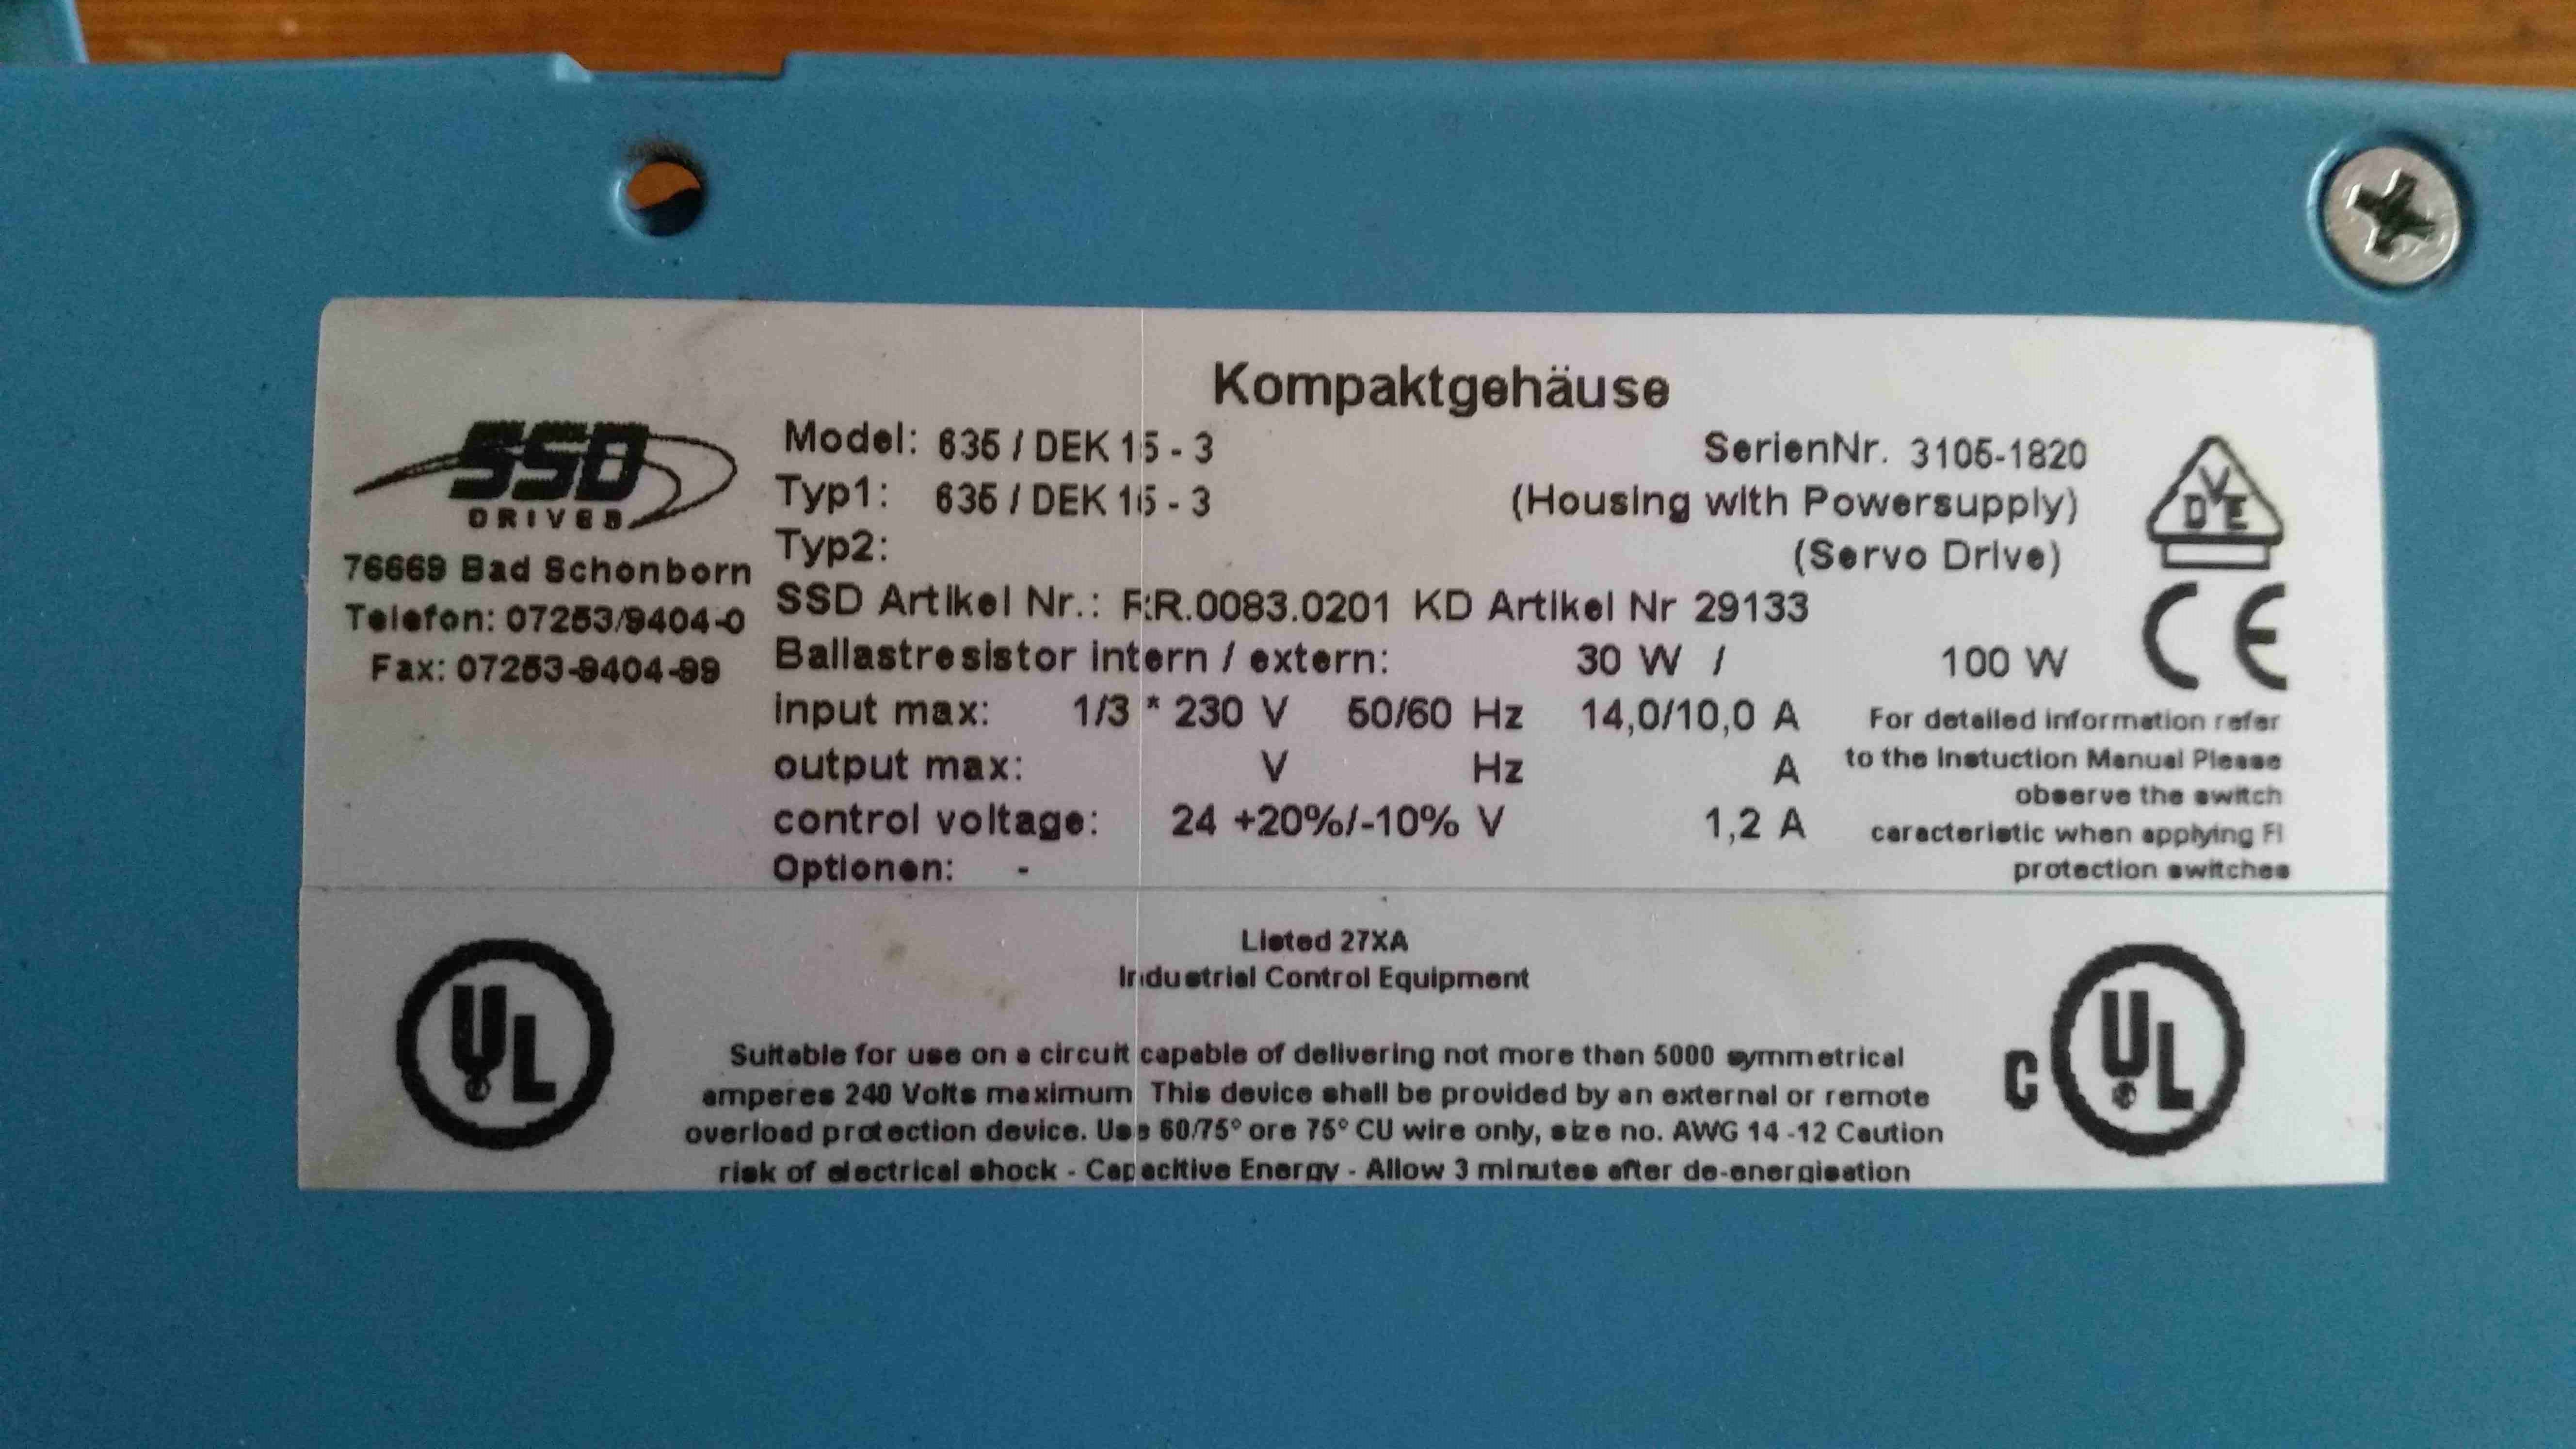 Kompaktgehäuse
SSD
DRIVES
76669 Bad Schönborn
Telefon: 07253/9404-0
Fax: 07253-9404-99
Model: 635 / DEK 15 - 3
SerienNr. 3105-1820
Typ1: 635 / DEK 15 - 3
(Housing with Powersupply)
Typ2:
(Servo Drive)
SSD Artikel Nr.: RR.0083.0201 KD Artikel Nr 29133
Ballastresistor intern / extern: 30 W / 100 W
input max: 1/3 * 230 V 50/60 Hz 14,0/10,0 A
output max: V Hz A
control voltage: 24 +20%/-10% V 1,2 A
Optionen: -
DVE
CE
For detailed information refer
to the Instuction Manual Please
observe the switch
caracteristic when applying FI
protection switches
UL
Listed 27XA
Industrial Control Equipment
Suitable for use on a circuit capable of delivering not more than 5000 symmetrical
amperes 240 Volts maximum This device shall be provided by an external or remote
overload protection device. Use 60/75° ore 75° CU wire only, size no. AWG 14 -12 Caution
risk of electrical shock - Capacitive Energy - Allow 3 minutes after de-energisation
C UL